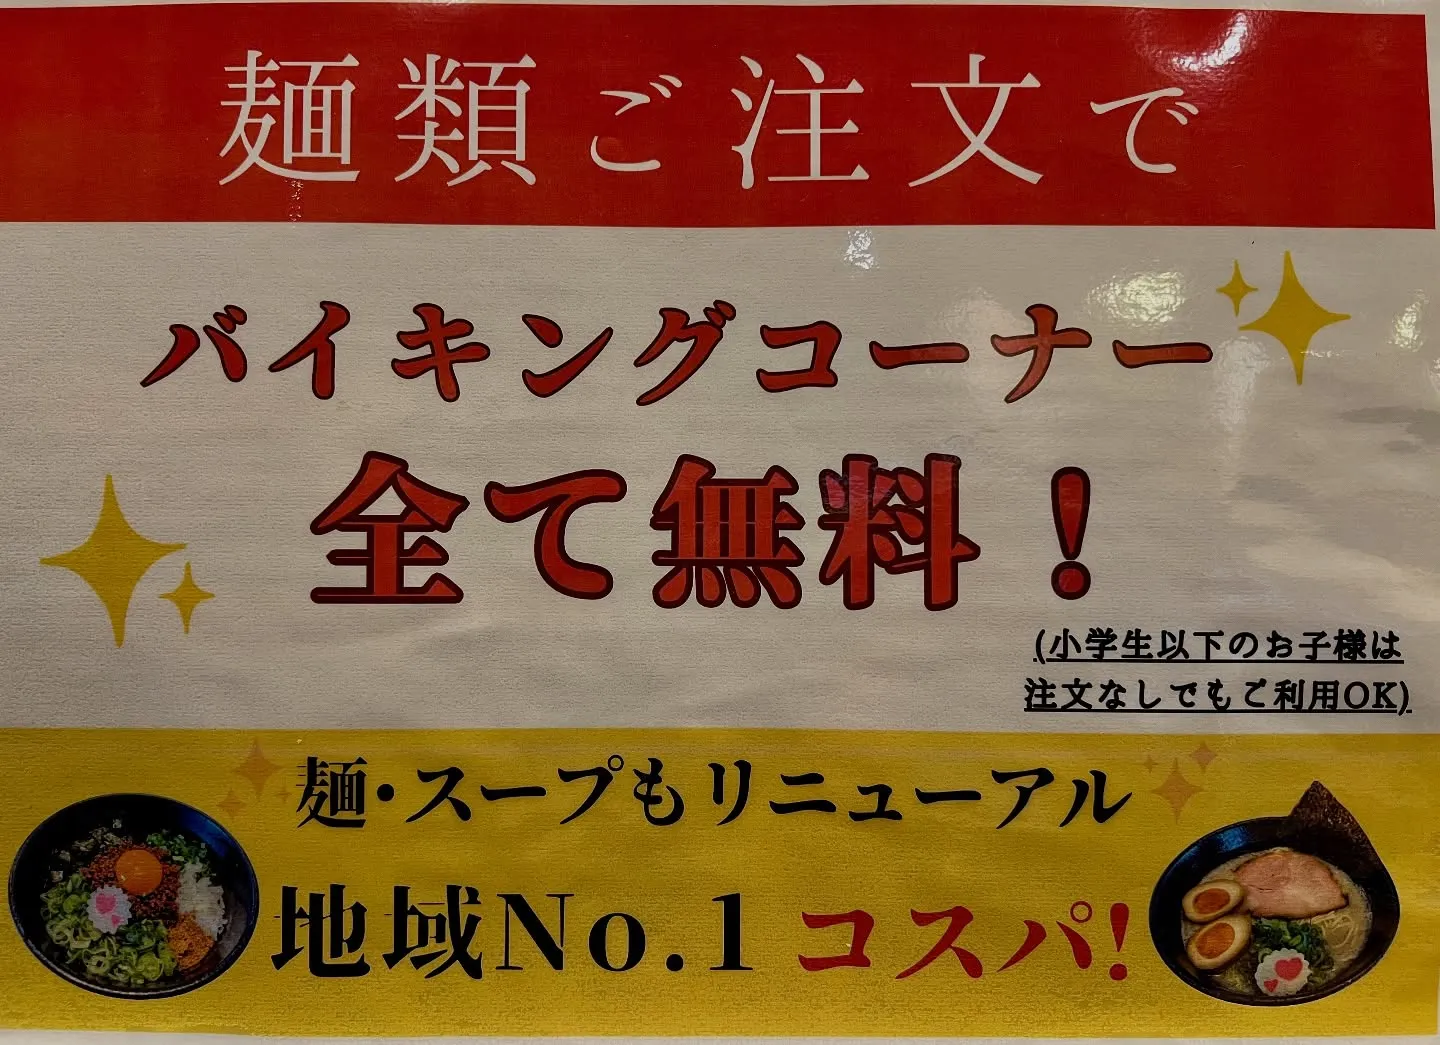 麺類ご注文で
バイキングコーナー
全て無料！
(小学生以下のお子様は
注文なしでもご利用OK)
麺・スープもリニューアル
地域No.1 コスパ!